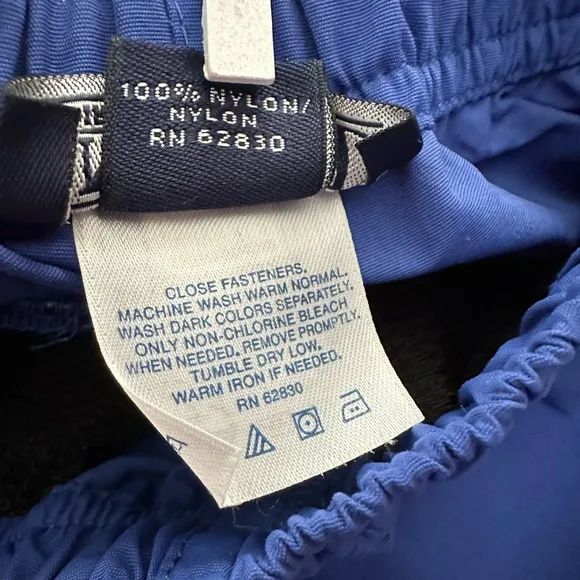 100% NYLON/
NYLON
RN 62830
CLOSE FASTENERS.
MACHINE WASH WARM NORMAL.
WASH DARK COLORS SEPARATELY.
ONLY NON-CHLORINE BLEACH
WHEN NEEDED. REMOVE PROMPTLY.
TUMBLE DRY LOW.
WARM IRON IF NEEDED.
RN 62830